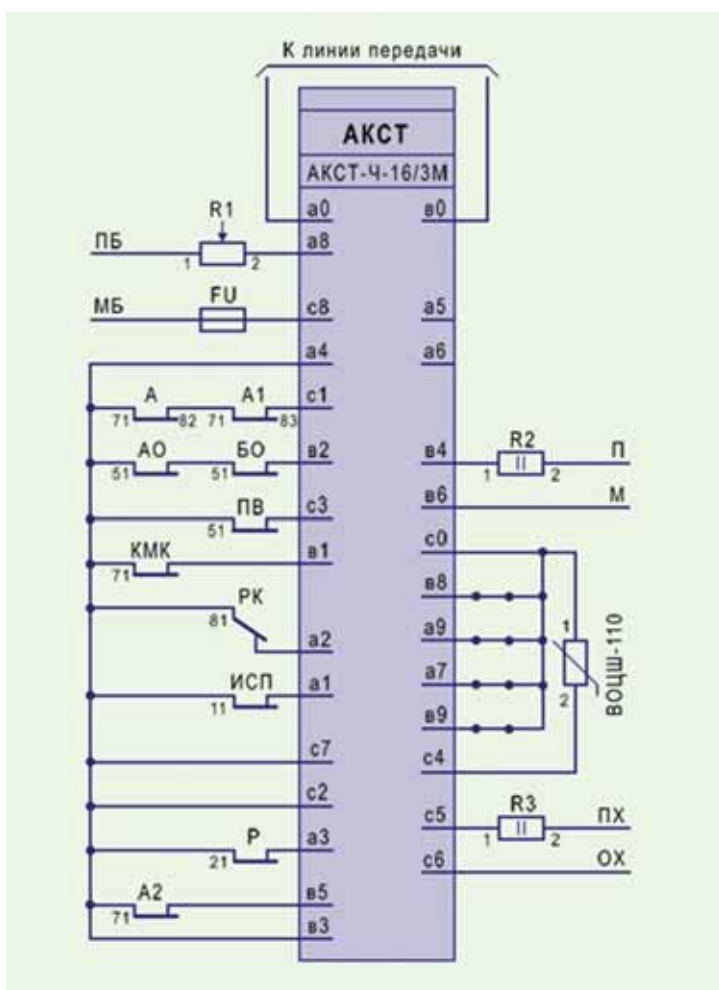 К линии передачи
АКСТ
АКСТ-Ч-16/3М
R1
а0
в0
ПБ
1
2
а8
FU
МБ
с8
а5
а4
а6
А
А1
с1
71
82
71
83
R2
АО
БО
в2
в4
П
51
51
1
2
ПВ
с3
в6
М
51
КМК
в1
с0
71
РК
в8
81
а2
а9
1
ИСП
а1
а7
ВОЦШ-110
11
2
в9
с7
с4
с2
R3
с5
ПХ
Р
а3
1
2
21
с6
ОХ
А2
в5
71
в3